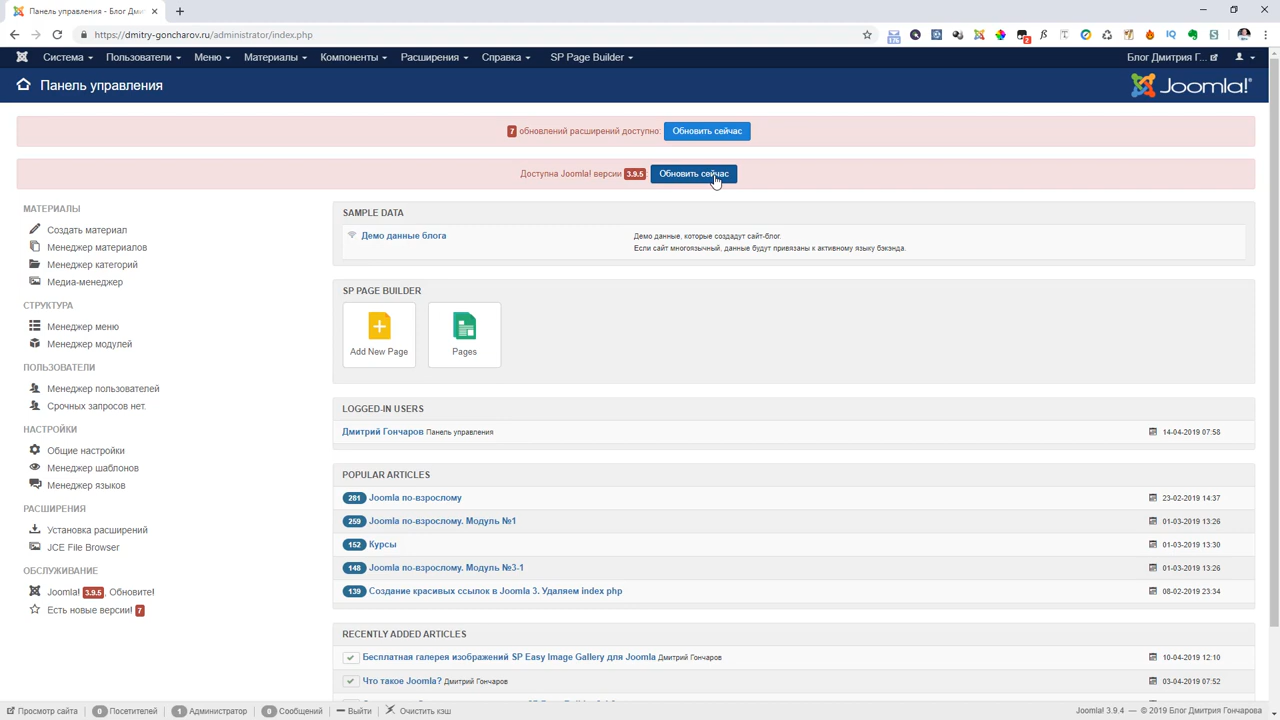 Панель управления - Блог Дми
https://dmitry-goncharov.ru/administrator/index.php
Система
Пользователи
Меню
Материалы
Компоненты
Расширения
Справка
SP Page Builder
Блог Дмитрия Г...
Панель управления
Joomla!
7 обновлений расширений доступно: Обновить сейчас
Доступна Joomla! версии 3.9.5: Обновить сейчас
МАТЕРИАЛЫ
Создать материал
Менеджер материалов
Менеджер категорий
Медиа-менеджер
СТРУКТУРА
Менеджер меню
Менеджер модулей
ПОЛЬЗОВАТЕЛИ
Менеджер пользователей
Срочных запросов нет.
НАСТРОЙКИ
Общие настройки
Менеджер шаблонов
Менеджер языков
РАСШИРЕНИЯ
Установка расширений
JCE File Browser
ОБСЛУЖИВАНИЕ
Joomla! 3.9.5, Обновите!
Есть новые версии! 7
SAMPLE DATA
Демо данные блога
Демо данные, которые создадут сайт-блог.
Если сайт многоязычный, данные будут привязаны к активному языку бэкэнда.
SP PAGE BUILDER
Add New Page
Pages
LOGGED-IN USERS
Дмитрий Гончаров Панель управления 14-04-2019 07:58
POPULAR ARTICLES
281 Joomla по-взрослому 23-02-2019 14:37
259 Joomla по-взрослому. Модуль №1 01-03-2019 13:26
152 Курсы 01-03-2019 13:30
148 Joomla по-взрослому. Модуль №3-1 01-03-2019 13:26
139 Создание красивых ссылок в Joomla 3. Удаляем index php 08-02-2019 23:34
RECENTLY ADDED ARTICLES
Бесплатная галерея изображений SP Easy Image Gallery для Joomla Дмитрий Гончаров 10-04-2019 12:10
Что такое Joomla? Дмитрий Гончаров 03-04-2019 07:52
Просмотр сайта
0 Посетителей
1 Администратор
0 Сообщений
Выйти
Очистить кэш
Joomla! 3.9.4 — © 2019 Блог Дмитрия Гончарова